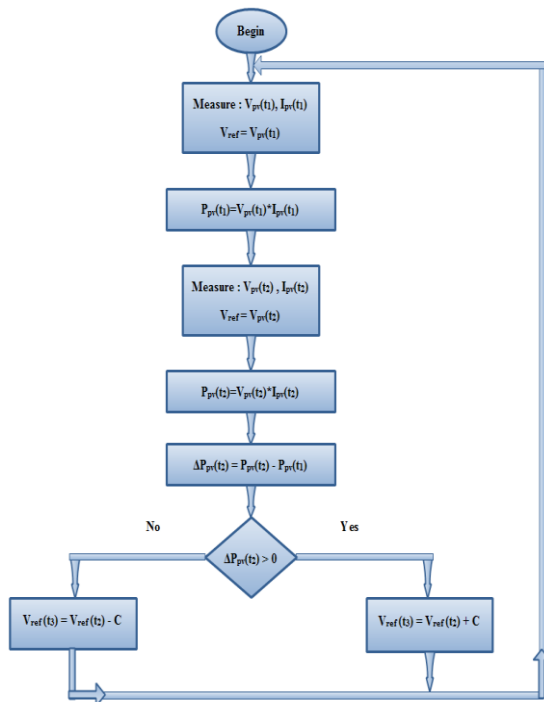 Begin
Measure : Vpv(t1), Ipv(t1)
Vref = Vpv(t1)
Ppv(t1)=Vpv(t1)*Ipv(t1)
Measure : Vpv(t2) , Ipv(t2)
Vref = Vpv(t2)
Ppv(t2)=Vpv(t2)*Ipv(t2)
ΔPpv(t2) = Ppv(t2) - Ppv(t1)
No
Yes
ΔPpv(t2) > 0
Vref(t3) = Vref(t2) - C
Vref(t3) = Vref(t2) + C